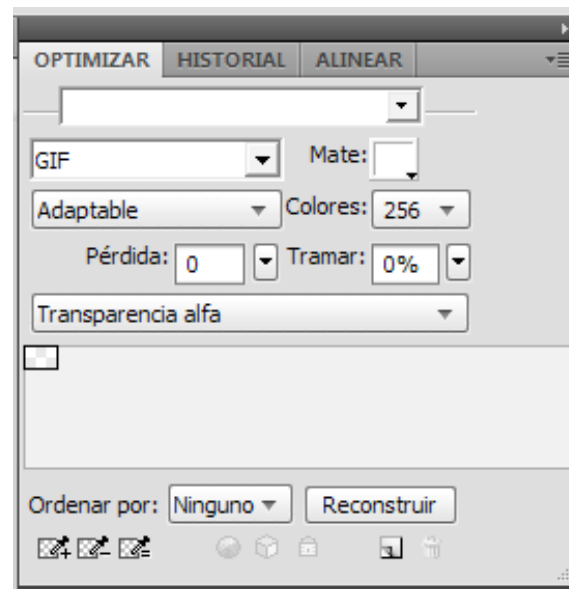 OPTIMIZAR HISTORIAL ALINEAR
GIF Mate:
Adaptable Colores: 256
Pérdida: 0 Tramar: 0%
Transparencia alfa
Ordenar por: Ninguno Reconstruir